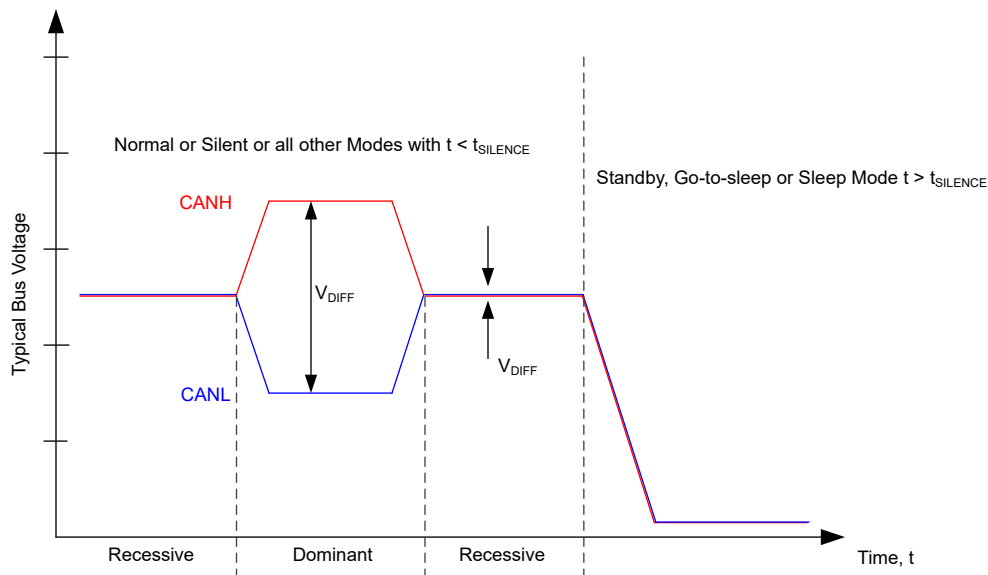 Normal or Silent or all other Modes with t < tSILENCE
Standby, Go-to-sleep or Sleep Mode t > tSILENCE
CANH
VDIFF
VDIFF
CANL
Typical Bus Voltage
Recessive
Dominant
Recessive
Time, t